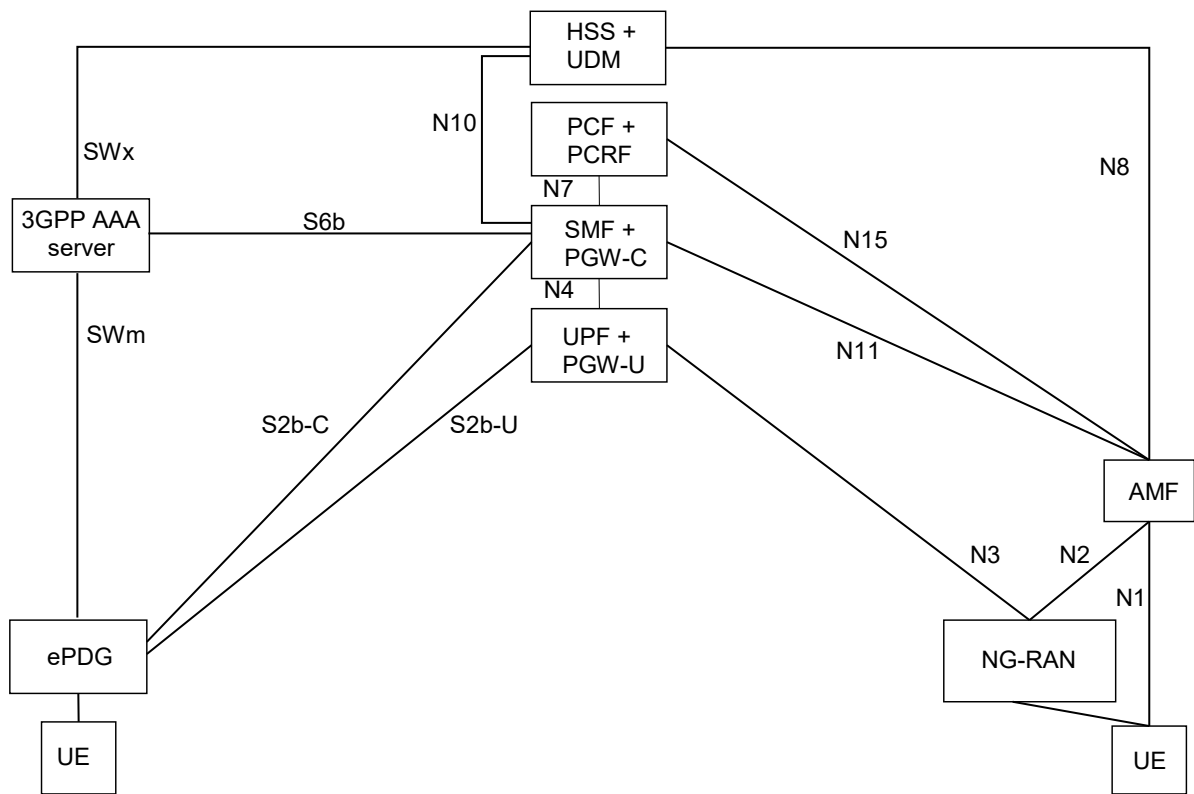 HSS +
UDM
N10
PCF +
PCRF
SWx
N8
N7
3GPP AAA
server
S6b
SMF +
PGW-C
N15
N4
SWm
UPF +
PGW-U
N11
S2b-C
S2b-U
AMF
N3
N2
N1
ePDG
NG-RAN
UE
UE